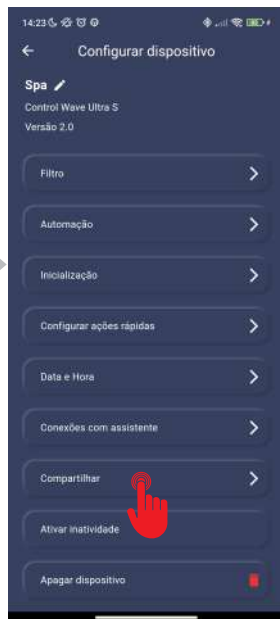 14:23
Configurar dispositivo
Spa
Control Wave Ultra S
Versão 2.0
Filtro
Automação
Inicialização
Configurar ações rápidas
Data e Hora
Conexões com assistente
Compartilhar
Ativar inatividade
Apagar dispositivo